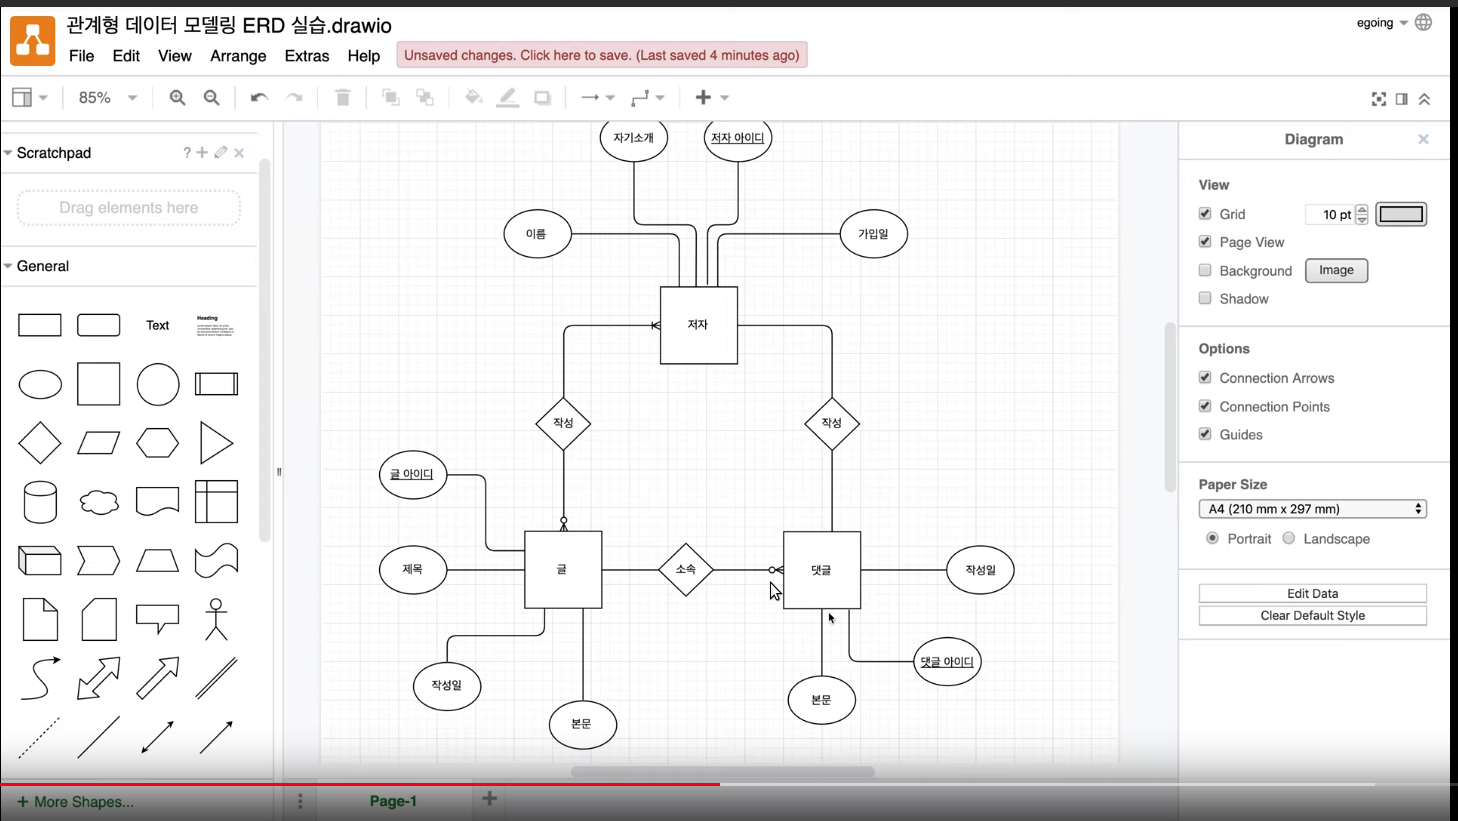 관계형 데이터 모델링 ERD 실습.drawio
egoing
File Edit View Arrange Extras Help
Unsaved changes. Click here to save. (Last saved 4 minutes ago)
85%
Scratchpad
?
Drag elements here
General
Text
Heading
More Shapes...
자기소개
저자 아이디
이름
가입일
저자
작성
작성
글 아이디
제목
글
소속
댓글
작성일
댓글 아이디
작성일
본문
본문
Page-1
Diagram
View
Grid
10 pt
Page View
Background
Image
Shadow
Options
Connection Arrows
Connection Points
Guides
Paper Size
A4 (210 mm x 297 mm)
Portrait
Landscape
Edit Data
Clear Default Style